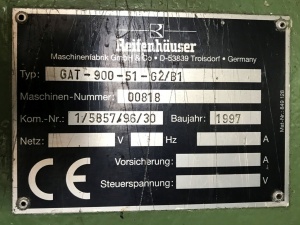 R
Reifenhäuser
Maschinenfabrik GmbH & Co • D-53839 Troisdorf • Germany
Typ: GAT-900-51-G2/B1
Maschinen-Nummer: 00818
Kom.-Nr.: 1/5857/96/30 Baujahr: 1997
Netz: V Hz A
Vorsicherung: A
Steuerspannung: V
CE